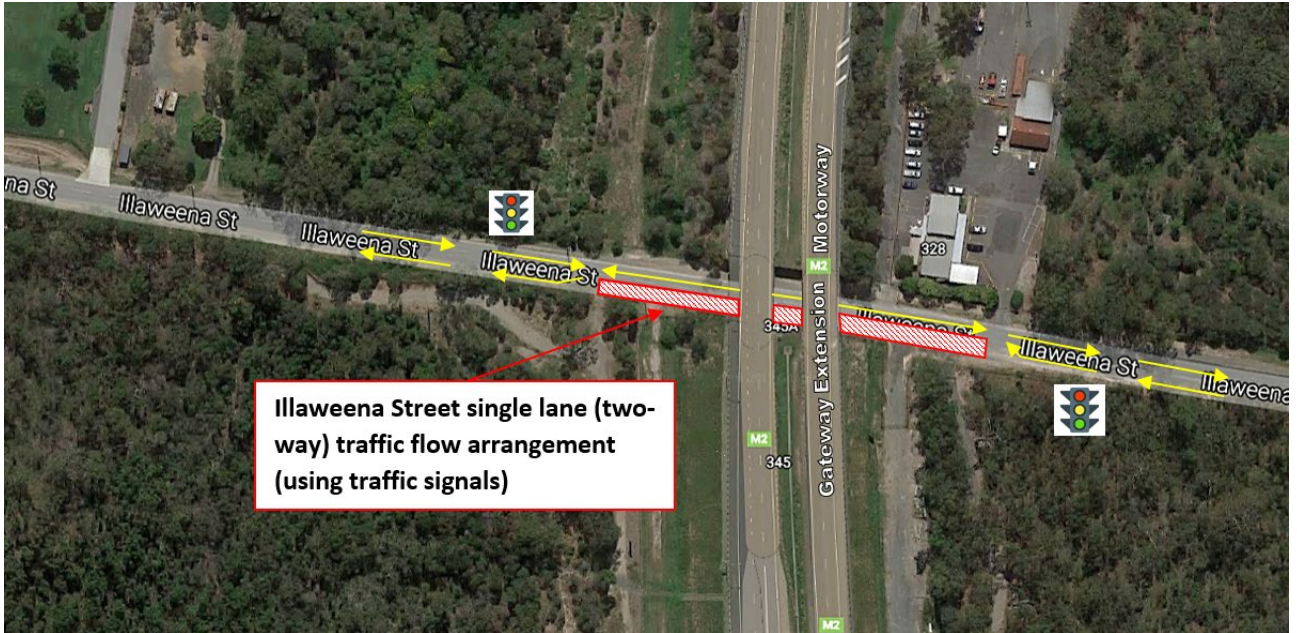 na St
Illaweena St
Illaweena St
Illaweena St
M2
Gateway Extension Motorway
328
345A
Illaweena St
Illaweena St
Illaweena
Illaweena Street single lane (two-
way) traffic flow arrangement
(using traffic signals)
M2
345
M2